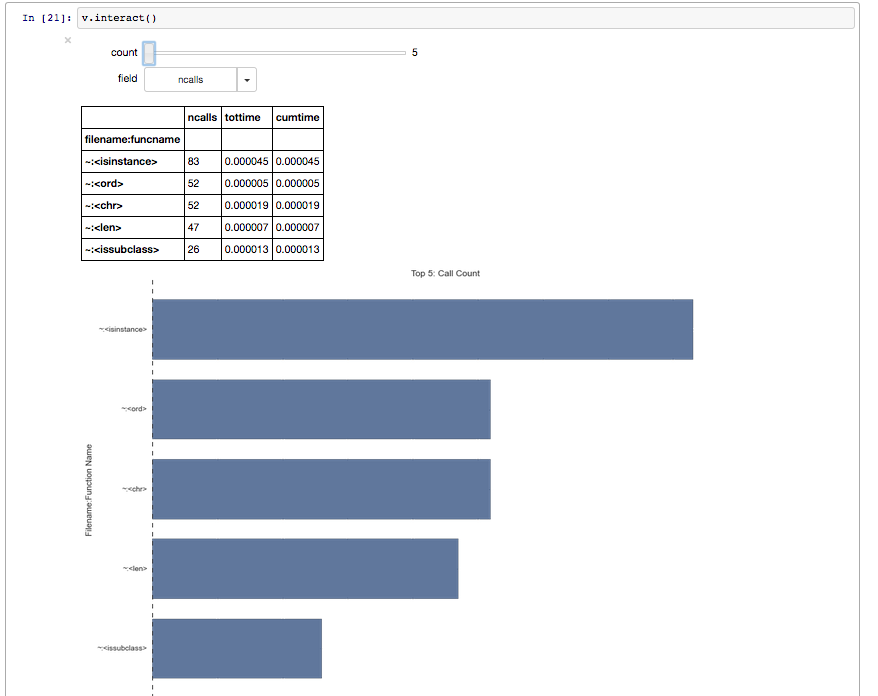 In [21]: v.interact()
×
count 5
field ncalls
ncalls tottime cumtime
filename:funcname
~:<isinstance> 83 0.000045 0.000045
~:<ord> 52 0.000005 0.000005
~:<chr> 52 0.000019 0.000019
~:<len> 47 0.000007 0.000007
~:<issubclass> 26 0.000013 0.000013
Top 5: Call Count
~:<isinstance>
~:<ord>
Filename:Function Name
~:<chr>
~:<len>
~:<issubclass>